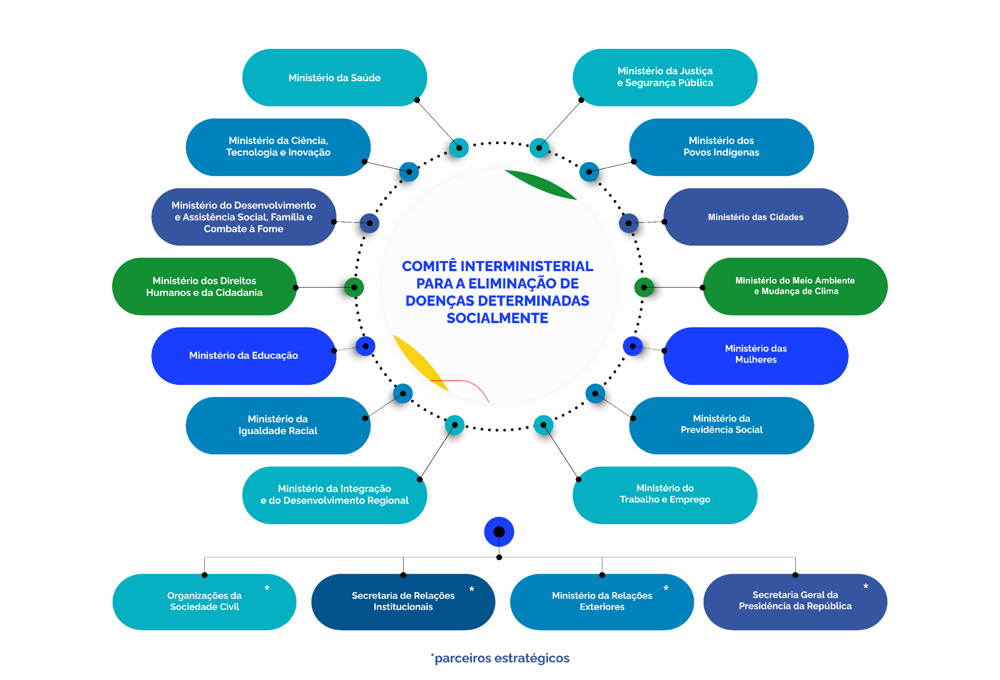 Ministério da Saúde
Ministério da Justiça
e Segurança Pública
Ministério da Ciência,
Tecnologia e Inovação
Ministério dos
Povos Indígenas
Ministério do Desenvolvimento
e Assistência Social, Família e
Combate à Fome
Ministério das Cidades
COMITÊ INTERMINISTERIAL
PARA A ELIMINAÇÃO DE
DOENÇAS DETERMINADAS
SOCIALMENTE
Ministério dos Direitos
Humanos e da Cidadania
Ministério do Meio Ambiente
e Mudança de Clima
Ministério da Educação
Ministério das
Mulheres
Ministério da
Igualdade Racial
Ministério da
Previdência Social
Ministério da Integração
e do Desenvolvimento Regional
Ministério do
Trabalho e Emprego
Organizações da *
Sociedade Civil
Secretaria de Relações *
Institucionais
Ministério da Relações *
Exteriores
Secretaria Geral da *
Presidência da República
*parceiros estratégicos